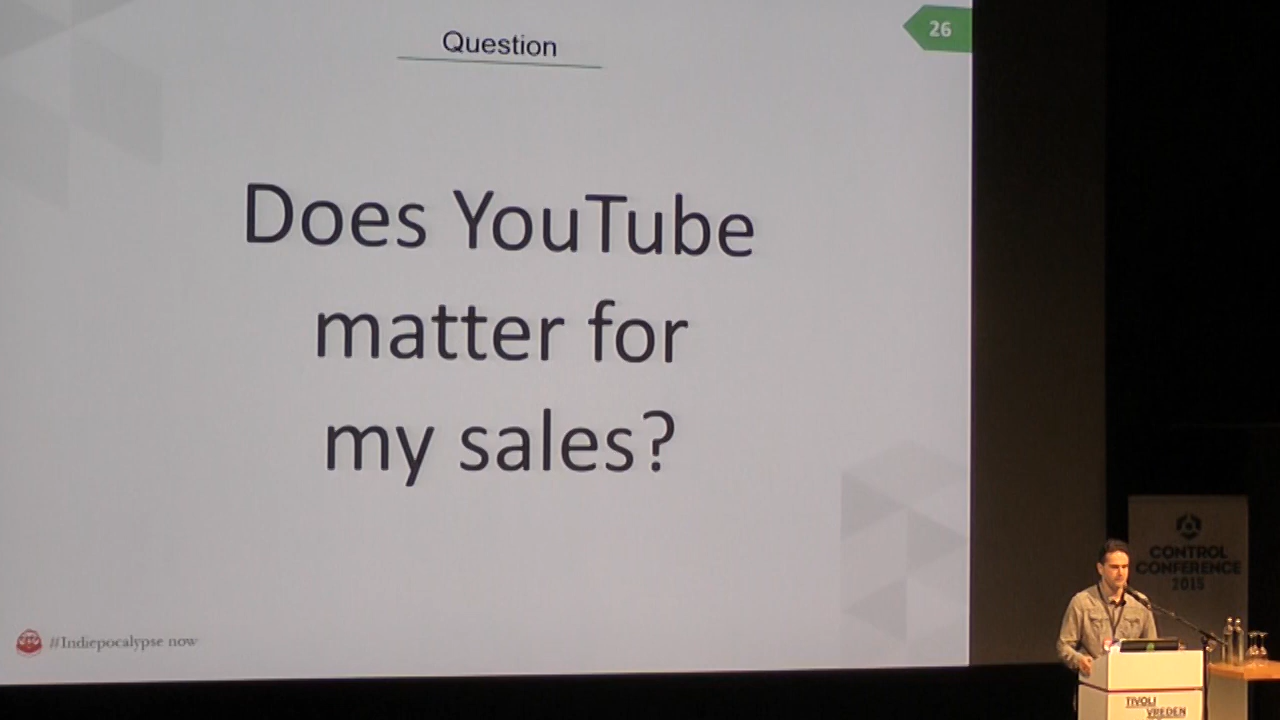 Question
26
Does YouTube
matter for
my sales?
#Indiepocalypse now
CONTROL
CONFERENCE
2015
TIVOLI
VREDEN